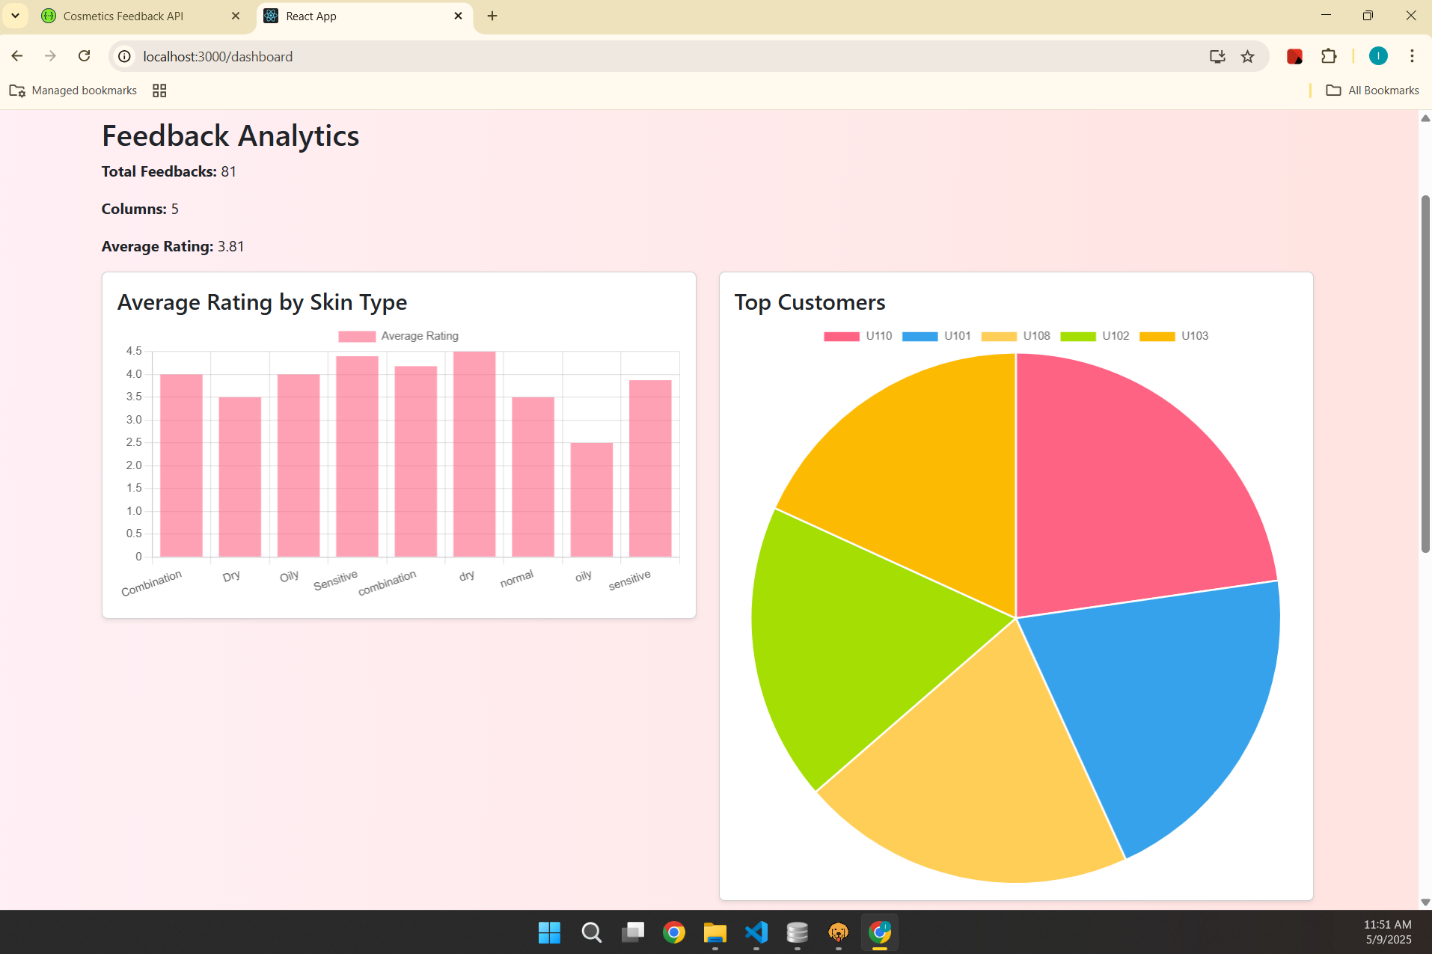 Cosmetics Feedback API
React App
localhost:3000/dashboard
I
Managed bookmarks
All Bookmarks
Feedback Analytics
Total Feedbacks: 81
Columns: 5
Average Rating: 3.81
Average Rating by Skin Type
Average Rating
4.5
4.0
3.5
3.0
2.5
2.0
1.5
1.0
0.5
0
Combination Dry Oily Sensitive combination dry normal oily sensitive
Top Customers
U110 U101 U108 U102 U103
11:51 AM
5/9/2025